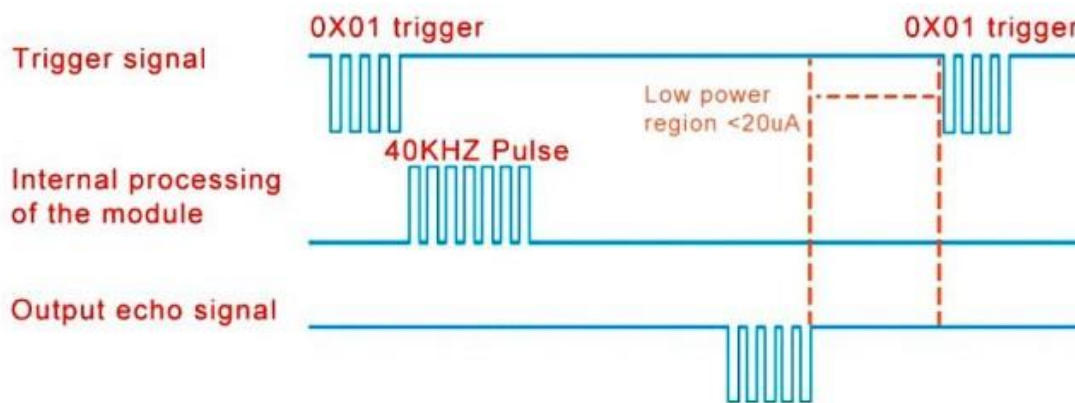 0X01 trigger
0X01 trigger
Trigger signal
Low power
region <20uA
40KHZ Pulse
Internal processing
of the module
Output echo signal